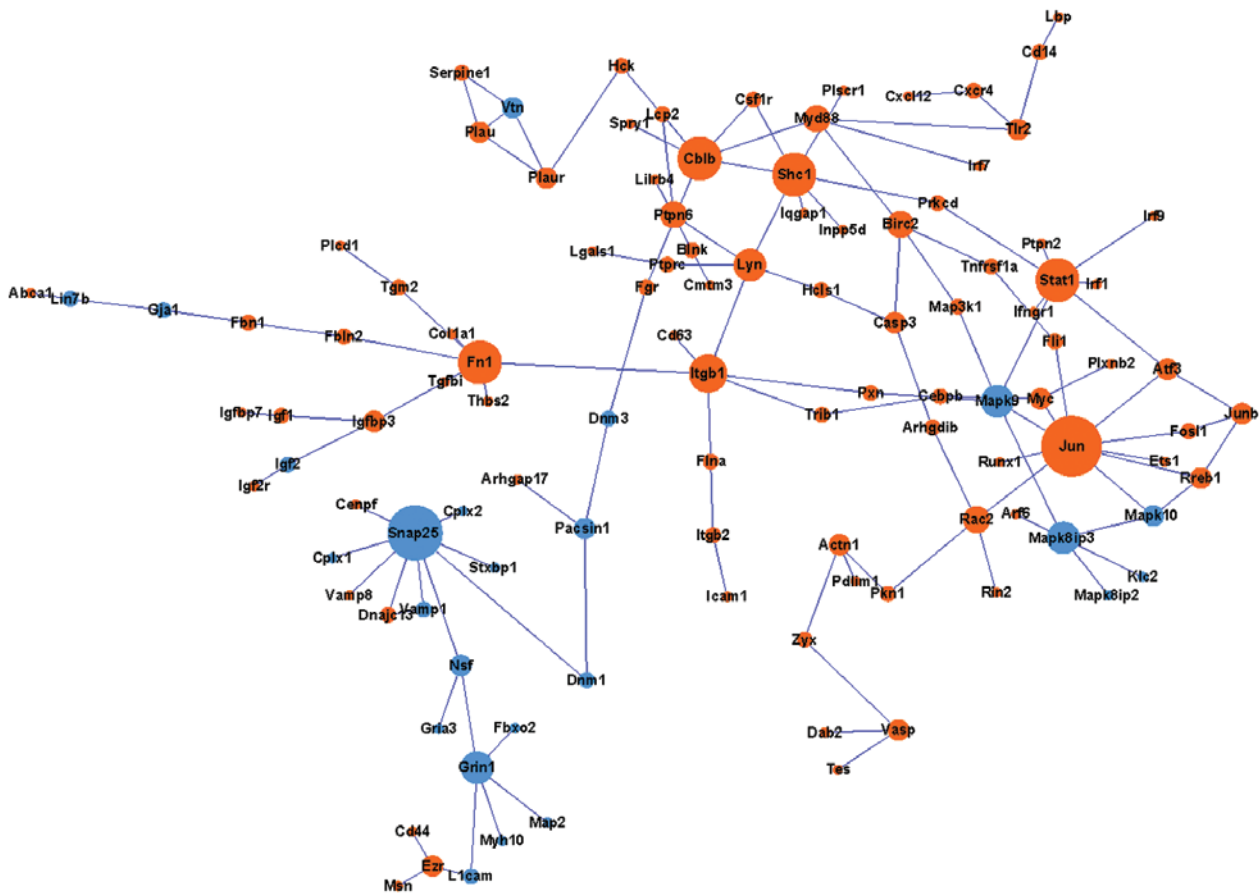 Lbp
Cd14
Serpine1
Hck
Vtn
Plau
Plaur
Lcp2
Spry1
Csf1r
Plscr1
Myd88
Cxcl12
Cxcr4
Tlr2
Cblb
Shc1
Irf7
Lilrb4
Ptpn6
Iqgap1
Inpp5d
Prkcd
Birc2
Irf9
Plcd1
Lgals1
Ptprc
Blnk
Cmtm3
Lyn
Tnfrsf1a
Ptpn2
Stat1
Irf1
Tgm2
Fgr
Hcls1
Abca1
Lin7b
Gja1
Fbn1
Fbln2
Col1a1
Fn1
Casp3
Map3k1
Ifngr1
Fli1
Cd63
Itgb1
Plxnb2
Atf3
Tgfbi
Thbs2
Pxn
Cebpb
Mapk9
Myc
Igfbp7
Igf1
Igfbp3
Dnm3
Trib1
Arhgdib
Fosl1
Junb
Jun
Igf2
Igf2r
Flna
Runx1
Ets1
Rreb1
Arhgap17
Cenpf
Cplx2
Snap25
Pacsin1
Itgb2
Rac2
Arf6
Mapk10
Mapk8ip3
Cplx1
Stxbp1
Actn1
Pdlim1
Pkn1
Rin2
Klc2
Mapk8ip2
Vamp8
Dnajc13
Vamp1
Icam1
Zyx
Nsf
Dnm1
Gria3
Fbxo2
Dab2
Vasp
Grin1
Tes
Map2
Myh10
Cd44
Ezr
L1cam
Msn